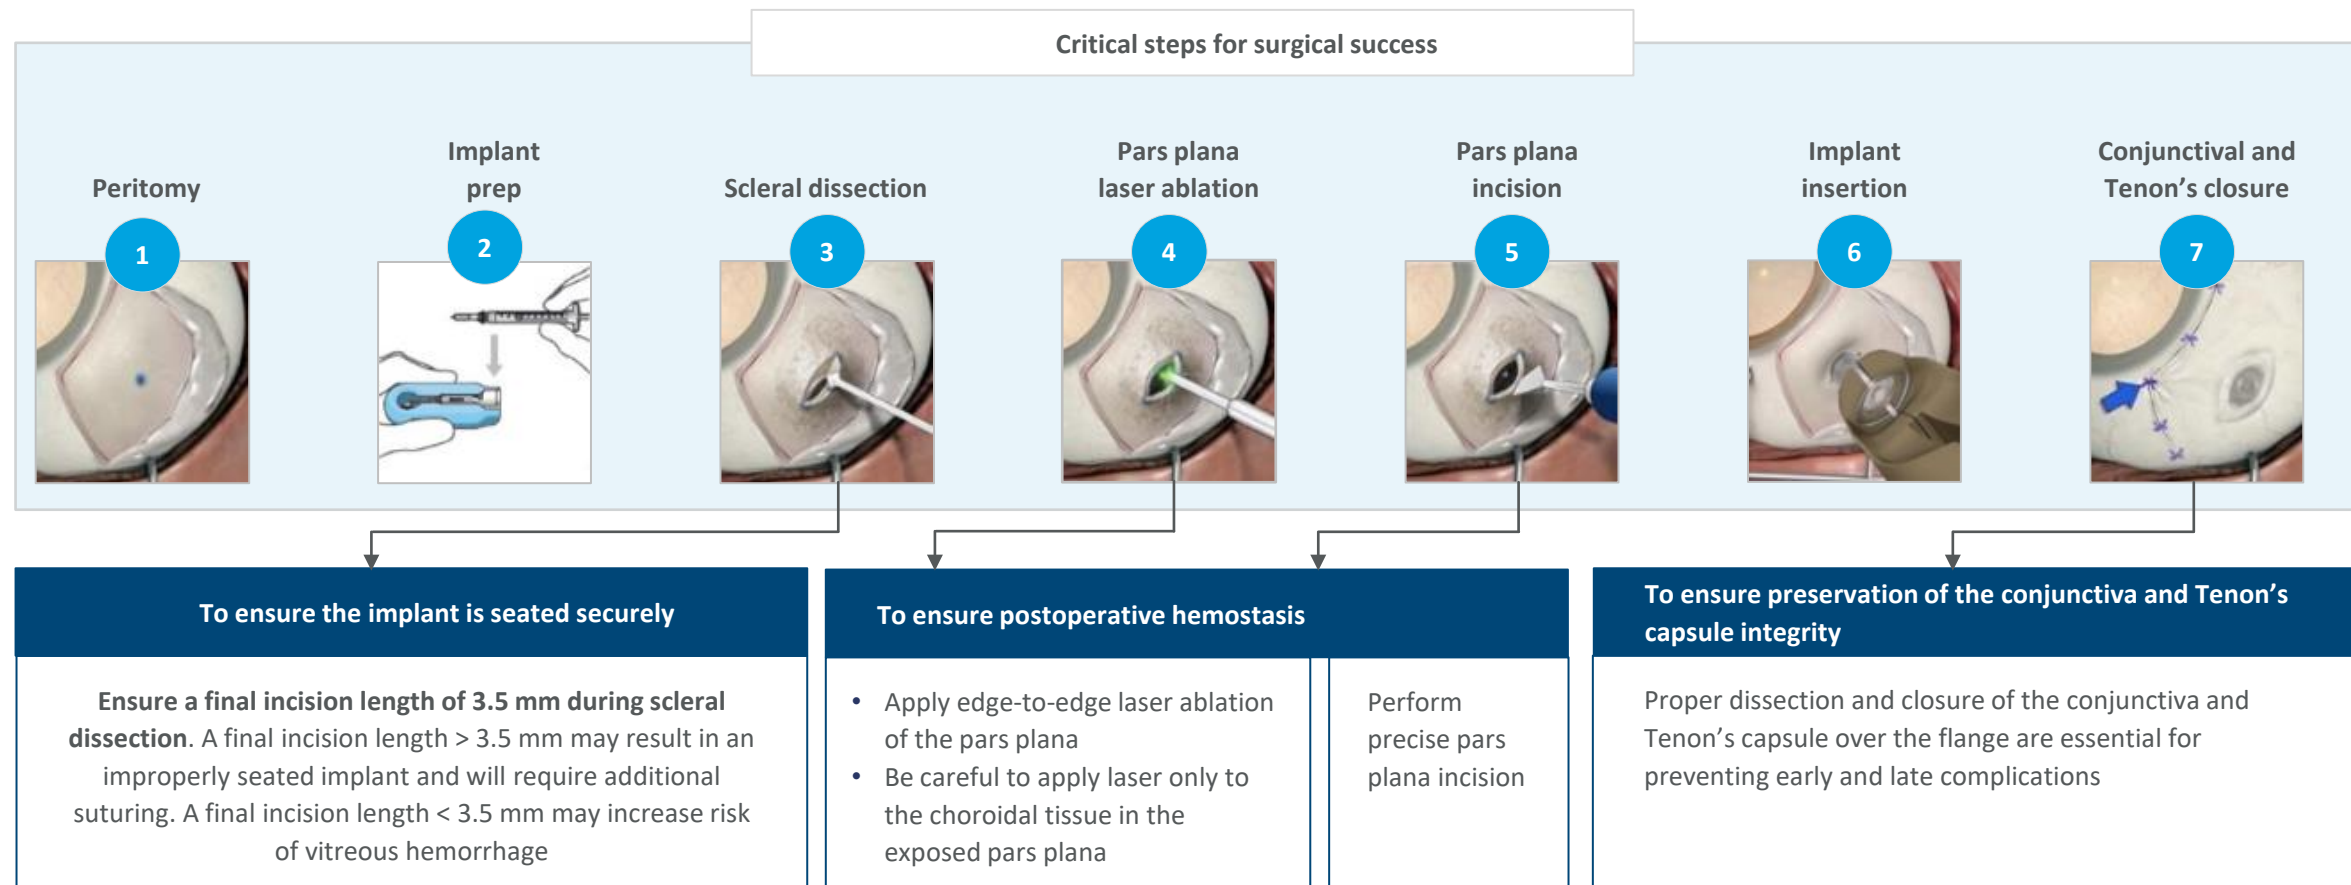 Critical steps for surgical success
Peritomy
1
Implant
prep
2
Scleral dissection
3
Pars plana
laser ablation
4
Pars plana
incision
5
Implant
insertion
6
Conjunctival and
Tenon’s closure
7
To ensure the implant is seated securely
Ensure a final incision length of 3.5 mm during scleral
dissection. A final incision length > 3.5 mm may result in an
improperly seated implant and will require additional
suturing. A final incision length < 3.5 mm may increase risk
of vitreous hemorrhage
To ensure postoperative hemostasis
• Apply edge-to-edge laser ablation
of the pars plana
• Be careful to apply laser only to
the choroidal tissue in the
exposed pars plana
Perform
precise pars
plana incision
To ensure preservation of the conjunctiva and Tenon’s
capsule integrity
Proper dissection and closure of the conjunctiva and
Tenon’s capsule over the flange are essential for
preventing early and late complications